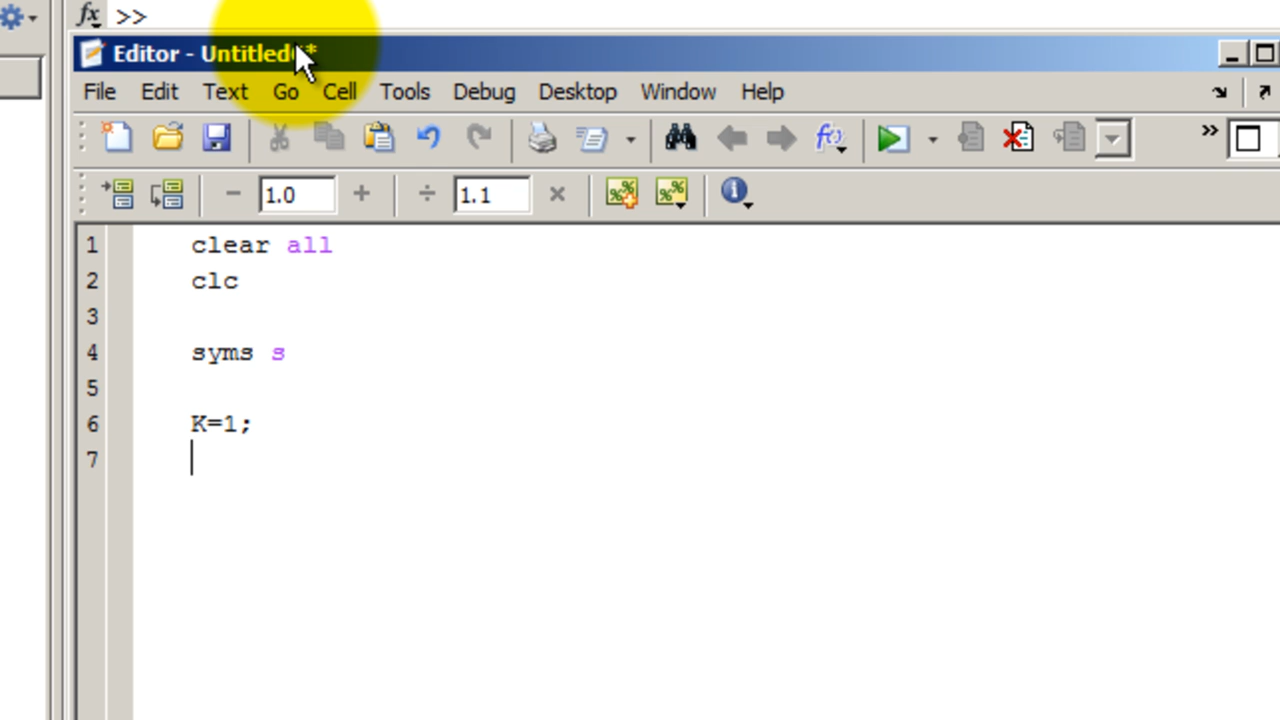 fx >>
Editor - Untitled*
File Edit Text Go Cell Tools Debug Desktop Window Help
f()
»
− 1.0 + ÷ 1.1 ×
1 clear all
2 clc
3
4 syms s
5
6 K=1;
7